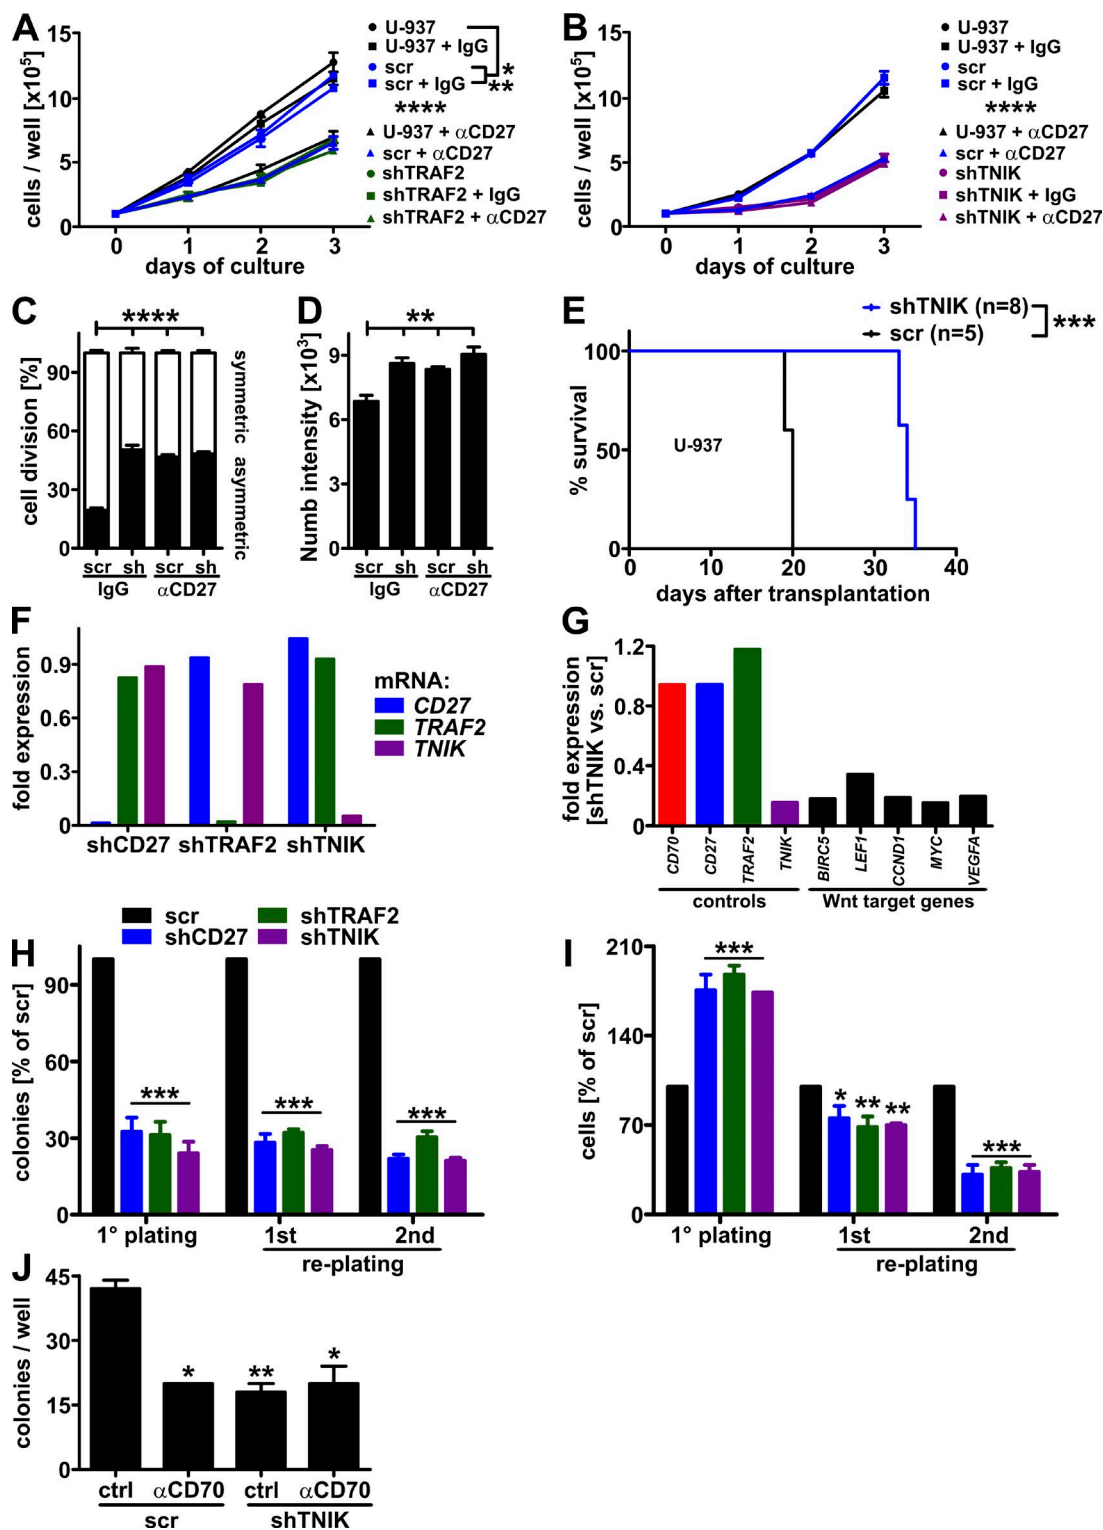 A
cells / well [x10⁵]
15
10
5
0
0 1 2 3
days of culture
U-937
U-937 + IgG
scr
scr + IgG
*
**
****
U-937 + αCD27
scr + αCD27
shTRAF2
shTRAF2 + IgG
shTRAF2 + αCD27
B
cells / well [x10⁵]
15
10
5
0
0 1 2 3
days of culture
U-937
U-937 + IgG
scr
scr + IgG
****
U-937 + αCD27
scr + αCD27
shTNIK
shTNIK + IgG
shTNIK + αCD27
C
cell division [%]
90
60
30
0
****
symmetric
asymmetric
scr sh scr sh
IgG αCD27
D
Numb intensity [x10³]
9
6
3
0
**
scr sh scr sh
IgG αCD27
E
shTNIK (n=8)
scr (n=5)
***
% survival
100
50
0
U-937
0 10 20 30 40
days after transplantation
F
fold expression
0.9
0.6
0.3
0
shCD27 shTRAF2 shTNIK
mRNA:
CD27
TRAF2
TNIK
G
fold expression
[shTNIK vs. scr]
1.2
0.8
0.4
0
CD70
CD27
TRAF2
TNIK
BIRC5
LEF1
CCND1
MYC
VEGFA
controls Wnt target genes
scr
shCD27
shTRAF2
shTNIK
H
colonies [% of scr]
90
60
30
0
*** *** ***
1° plating 1st 2nd
re-plating
I
cells [% of scr]
210
140
70
0
***
* ** **
***
1° plating 1st 2nd
re-plating
J
colonies / well
45
30
15
0
* ** *
ctrl αCD70 ctrl αCD70
scr shTNIK